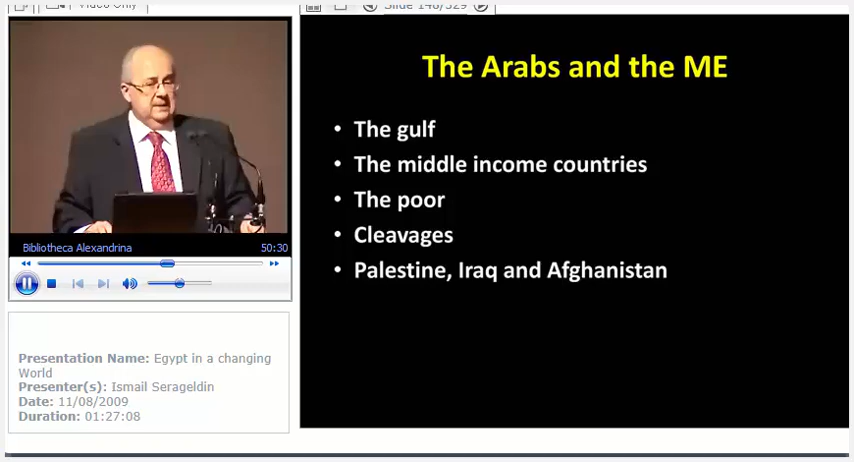 Video Only
Slide 148/329
The Arabs and the ME
• The gulf
• The middle income countries
• The poor
• Cleavages
• Palestine, Iraq and Afghanistan
Bibliotheca Alexandrina 50:30
Presentation Name: Egypt in a changing
World
Presenter(s): Ismail Serageldin
Date: 11/08/2009
Duration: 01:27:08